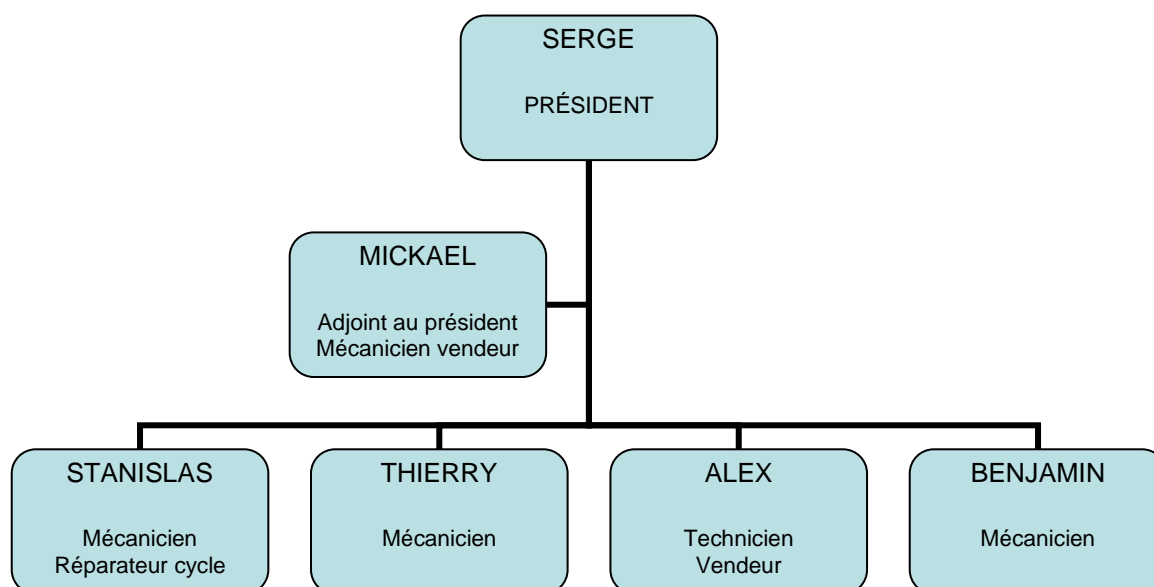 SERGE
PRÉSIDENT
MICKAEL
Adjoint au président
Mécanicien vendeur
STANISLAS
Mécanicien
Réparateur cycle
THIERRY
Mécanicien
ALEX
Technicien
Vendeur
BENJAMIN
Mécanicien